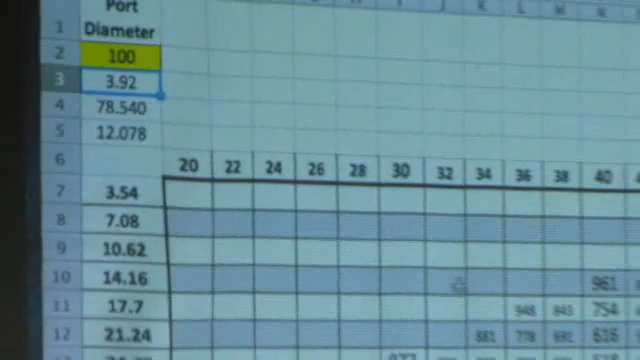 K L M N
Port
1 Diameter
2 100
3 3.92
4 78.540
5 12.078
6 20 22 24 26 28 30 32 34 36 38 40
7 3.54
8 7.08
9 10.62
10 14.16 961
11 17.7 948 843 754
12 21.24 881 778 691 616